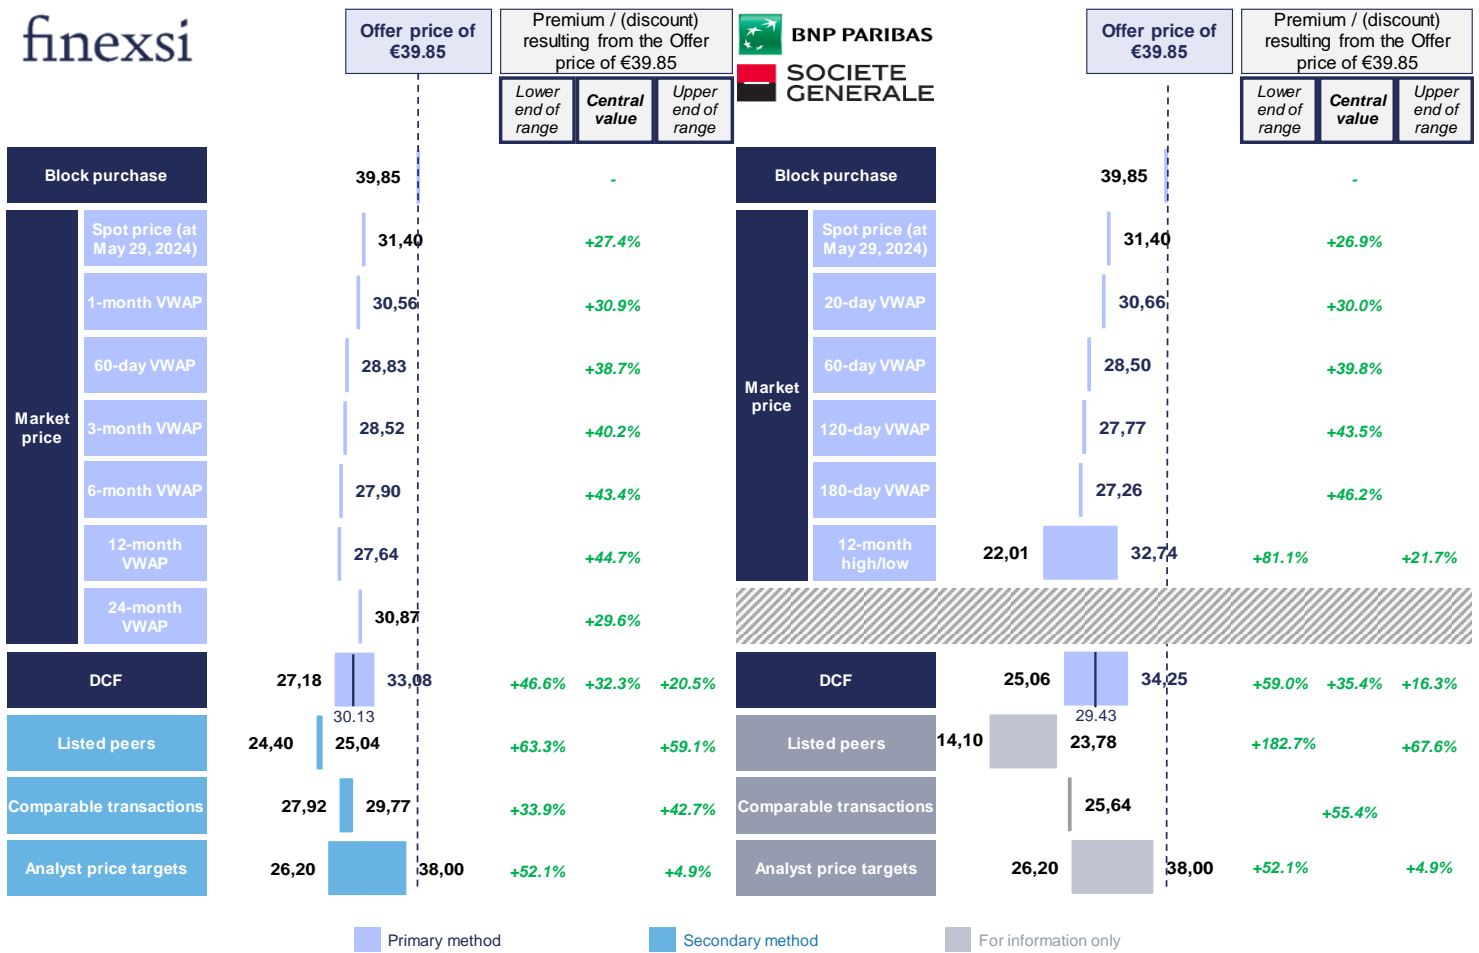 finexsi
Offer price of
€39.85
Premium / (discount)
resulting from the Offer
price of €39.85
Lower
end of
range
Central
value
Upper
end of
range
Block purchase
39,85
-
Market
price
Spot price (at
May 29, 2024)
31,40
+27.4%
1-month VWAP
30,56
+30.9%
60-day VWAP
28,83
+38.7%
3-month VWAP
28,52
+40.2%
6-month VWAP
27,90
+43.4%
12-month
VWAP
27,64
+44.7%
24-month
VWAP
30,87
+29.6%
DCF
27,18
33,08
30.13
+46.6%
+32.3%
+20.5%
Listed peers
24,40
25,04
+63.3%
+59.1%
Comparable transactions
27,92
29,77
+33.9%
+42.7%
Analyst price targets
26,20
38,00
+52.1%
+4.9%
BNP PARIBAS
SOCIETE
GENERALE
Offer price of
€39.85
Premium / (discount)
resulting from the Offer
price of €39.85
Lower
end of
range
Central
value
Upper
end of
range
Block purchase
39,85
-
Market
price
Spot price (at
May 29, 2024)
31,40
+26.9%
20-day VWAP
30,66
+30.0%
60-day VWAP
28,50
+39.8%
120-day VWAP
27,77
+43.5%
180-day VWAP
27,26
+46.2%
12-month
high/low
22,01
32,74
+81.1%
+21.7%
DCF
25,06
34,25
29.43
+59.0%
+35.4%
+16.3%
Listed peers
14,10
23,78
+182.7%
+67.6%
Comparable transactions
25,64
+55.4%
Analyst price targets
26,20
38,00
+52.1%
+4.9%
Primary method
Secondary method
For information only